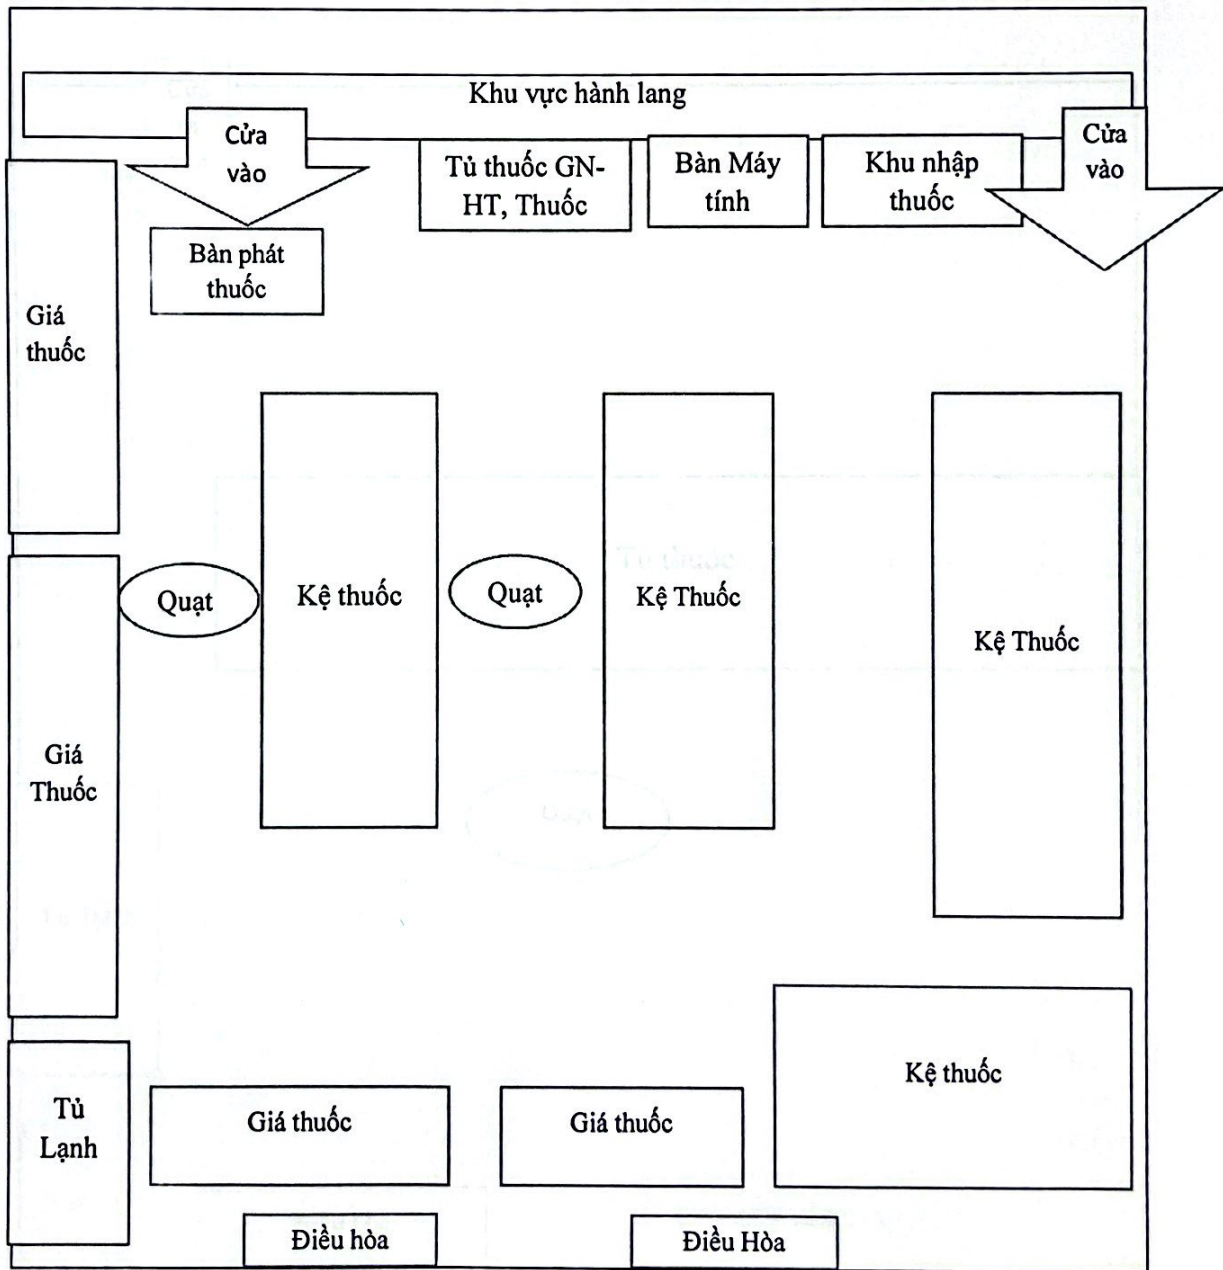 Khu vực hành lang
Cửa
vào
Tủ thuốc GN-
HT, Thuốc
Bàn Máy
tính
Khu nhập
thuốc
Cửa
vào
Bàn phát
thuốc
Giá
thuốc
Quạt
Kệ thuốc
Quạt
Kệ Thuốc
Kệ Thuốc
Giá
Thuốc
Kệ thuốc
Tủ
Lạnh
Giá thuốc
Giá thuốc
Điều hòa
Điều Hòa